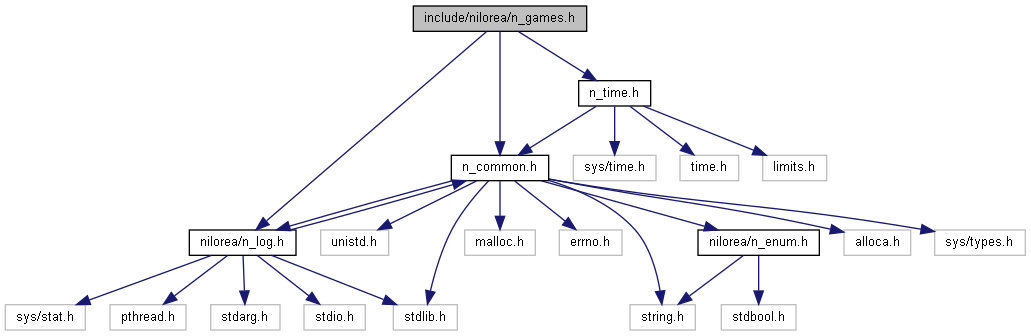 include/nilorea/n_games.h
n_time.h
n_common.h
sys/time.h
time.h
limits.h
nilorea/n_log.h
unistd.h
malloc.h
errno.h
nilorea/n_enum.h
alloca.h
sys/types.h
sys/stat.h
pthread.h
stdarg.h
stdio.h
stdlib.h
string.h
stdbool.h